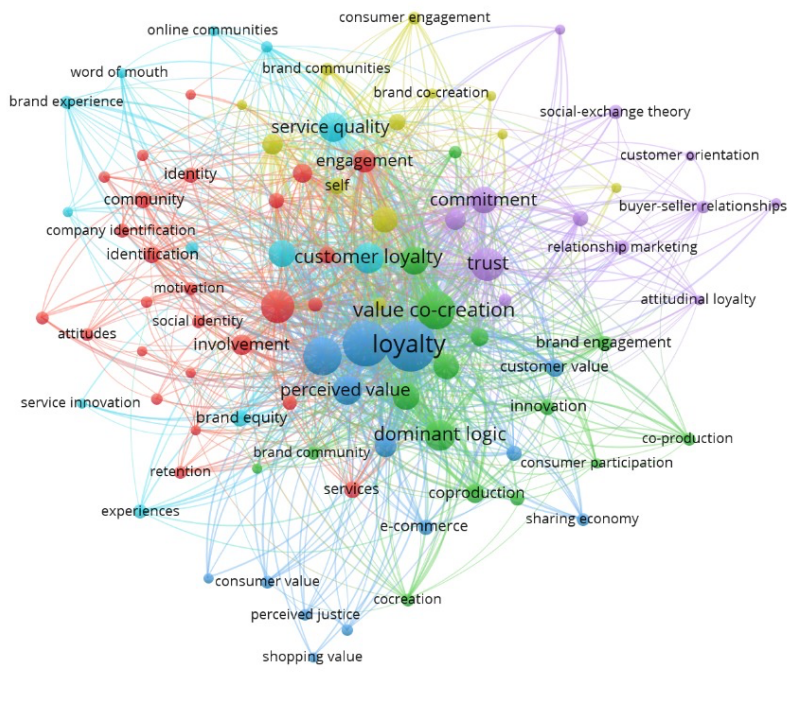 consumer engagement
online communities
brand communities
word of mouth
brand co-creation
brand experience
social-exchange theory
service quality
customer orientation
engagement
identity
self
community
commitment
buyer-seller relationships
company identification
relationship marketing
identification
customer loyalty
trust
motivation
attitudinal loyalty
value co-creation
social identity
attitudes
involvement
loyalty
brand engagement
customer value
perceived value
service innovation
innovation
brand equity
dominant logic
co-production
brand community
consumer participation
retention
services
coproduction
experiences
e-commerce
sharing economy
consumer value
cocreation
perceived justice
shopping value